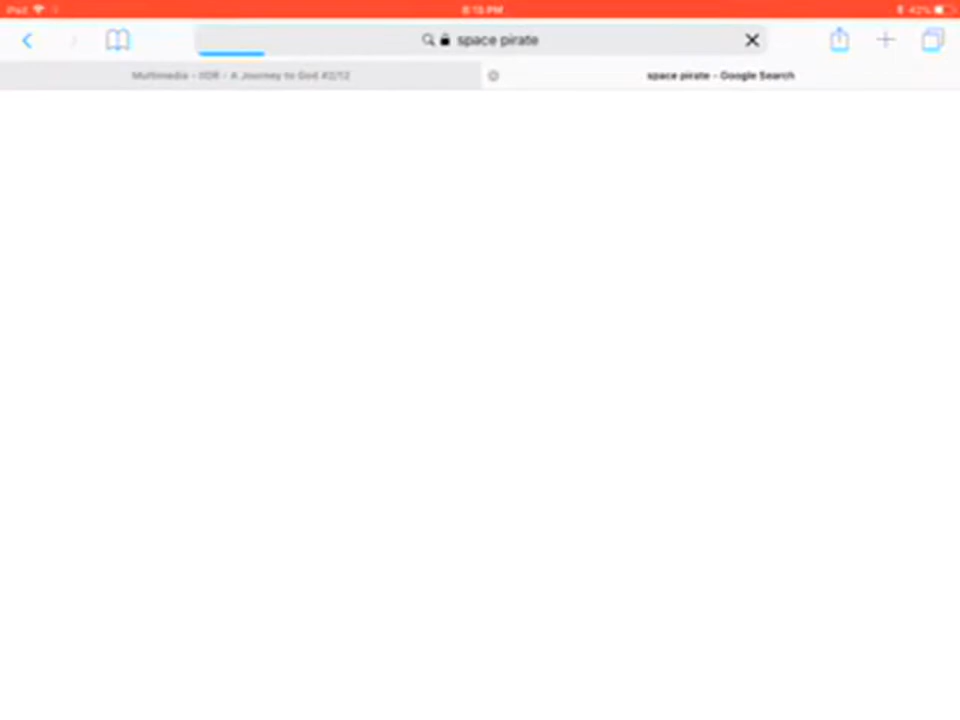 iPad 8:15 PM 42%
space pirate
Multimedia - IIDR - A Journey to God #2/12
space pirate - Google Search